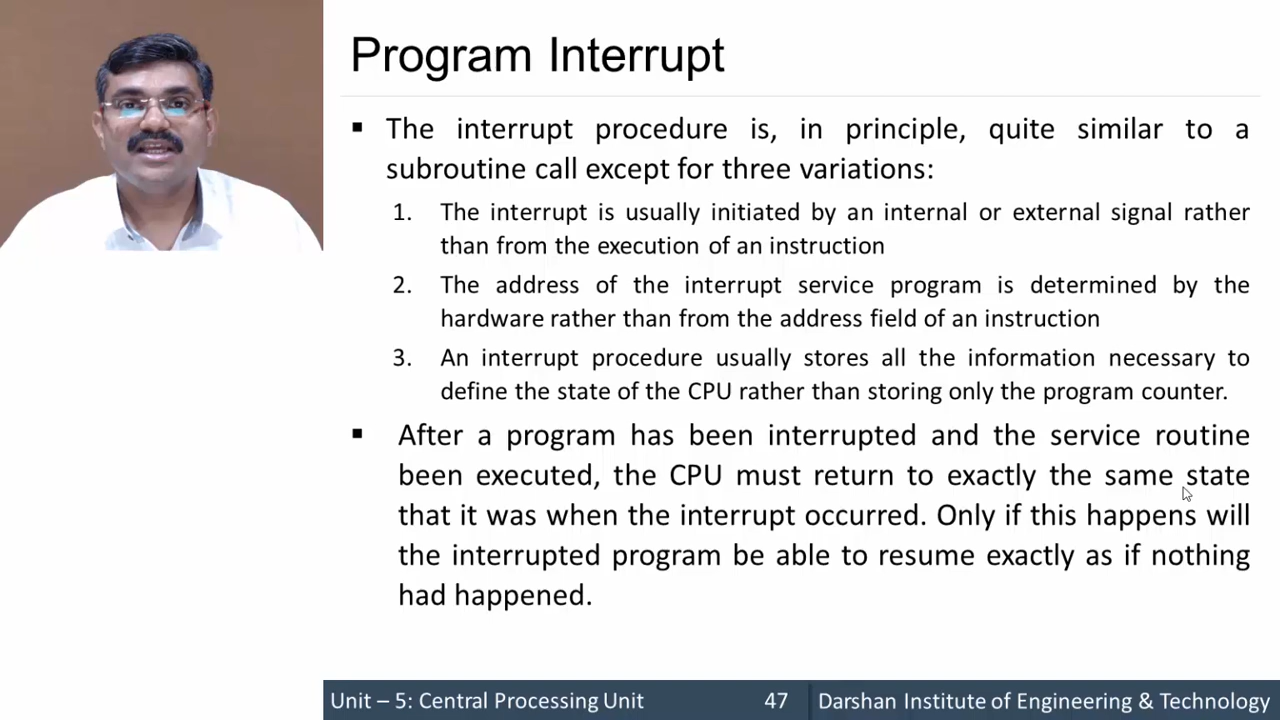 Program Interrupt
▪ The interrupt procedure is, in principle, quite similar to a
subroutine call except for three variations:
1. The interrupt is usually initiated by an internal or external signal rather
than from the execution of an instruction
2. The address of the interrupt service program is determined by the
hardware rather than from the address field of an instruction
3. An interrupt procedure usually stores all the information necessary to
define the state of the CPU rather than storing only the program counter.
▪ After a program has been interrupted and the service routine
been executed, the CPU must return to exactly the same state
that it was when the interrupt occurred. Only if this happens will
the interrupted program be able to resume exactly as if nothing
had happened.
Unit – 5: Central Processing Unit 47 Darshan Institute of Engineering & Technology